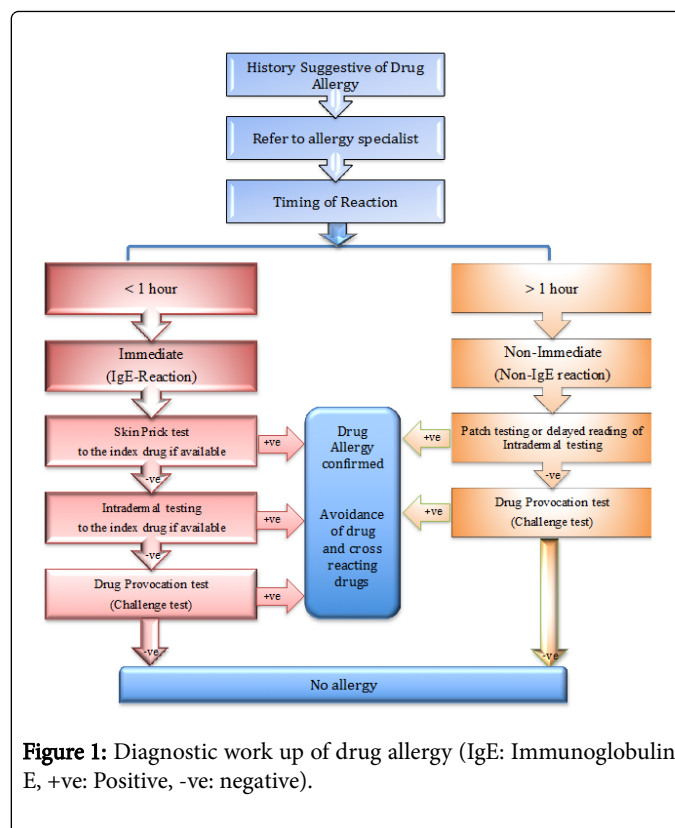 History Suggestive of Drug
Allergy
Refer to allergy specialist
Timing of Reaction
< 1 hour
> 1 hour
Immediate
(IgE-Reaction)
Non-Immediate
(Non-IgE reaction)
Skin Prick test
to the index drug if available
+ve
Drug
Allergy
confirmed
Avoidance
of drug
and cross
reacting
drugs
+ve
Patch testing or delayed reading of
Intradermal testing
-ve
-ve
Intradermal testing
to the index drug if available
+ve
+ve
Drug Provocation test
(Challenge test)
-ve
Drug Provocation test
(Challenge test)
+ve
-ve
-ve
No allergy
Figure 1: Diagnostic work up of drug allergy (IgE: Immunoglobulin
E, +ve: Positive, -ve: negative).